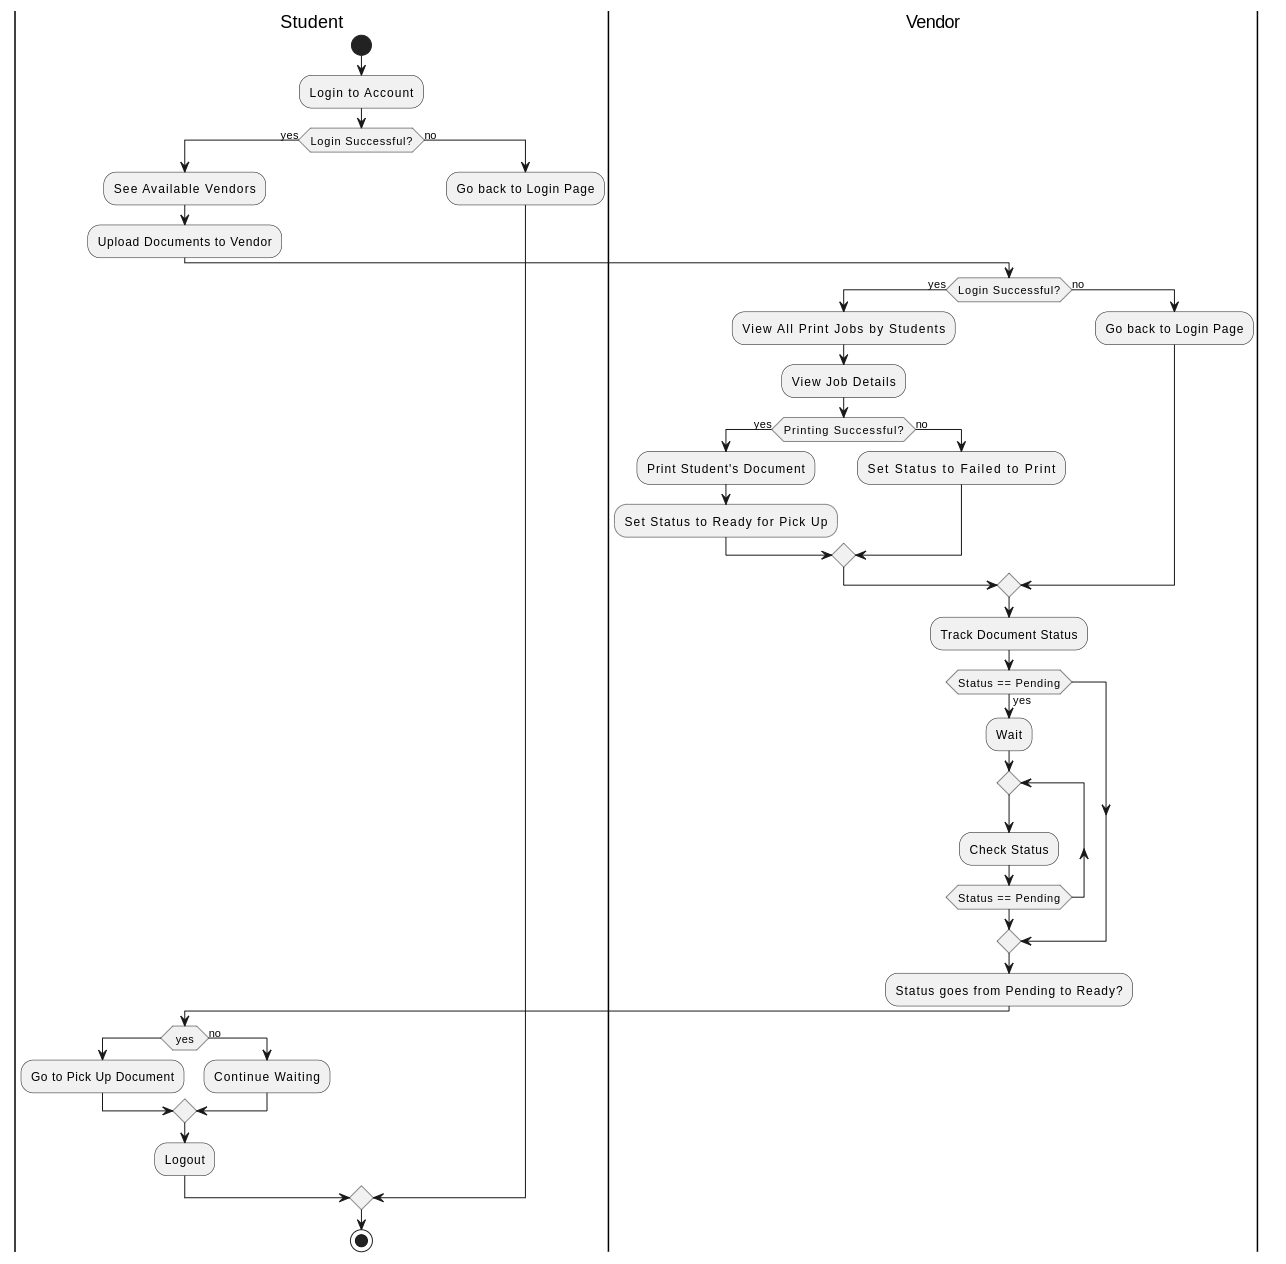 Student
Vendor
Login to Account
yes
Login Successful?
no
See Available Vendors
Go back to Login Page
Upload Documents to Vendor
yes
Login Successful?
no
View All Print Jobs by Students
Go back to Login Page
View Job Details
yes
Printing Successful?
no
Print Student's Document
Set Status to Failed to Print
Set Status to Ready for Pick Up
Track Document Status
Status == Pending
yes
Wait
Check Status
Status == Pending
Status goes from Pending to Ready?
yes
no
Go to Pick Up Document
Continue Waiting
Logout